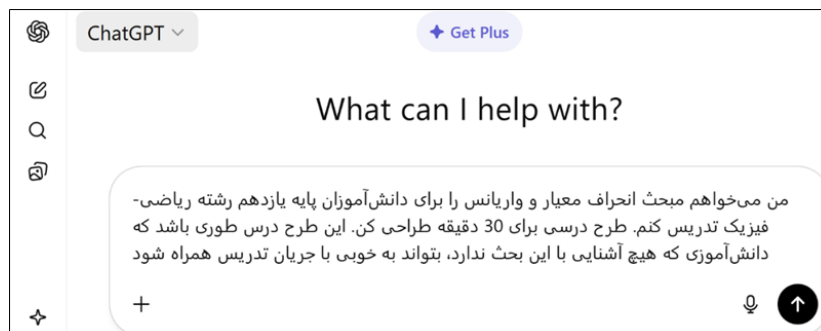 ChatGPT
Get Plus
What can I help with?
من می‌خواهم مبحث انحراف معیار و واریانس را برای دانش‌آموزان پایه یازدهم رشته ریاضی-
فیزیک تدریس کنم. طرح درسی برای 30 دقیقه طراحی کن. این طرح درس طوری باشد که
دانش‌آموزی که هیچ آشنایی با این بحث ندارد، بتواند به خوبی با جریان تدریس همراه شود